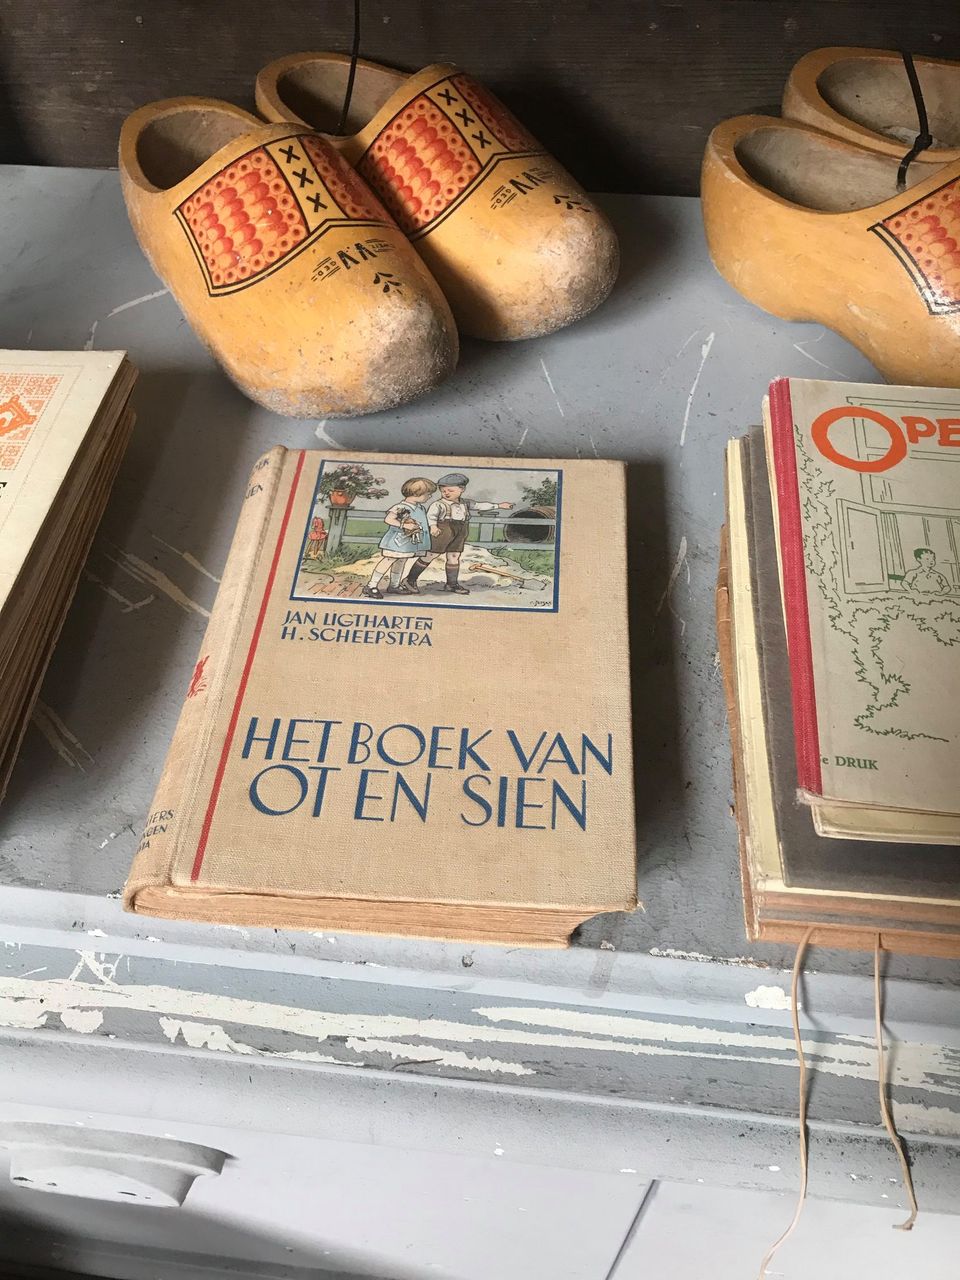 JAN LIGTHART EN
H. SCHEEPSTRA
HET BOEK VAN
OT EN SIEN
OPE
e DRUK